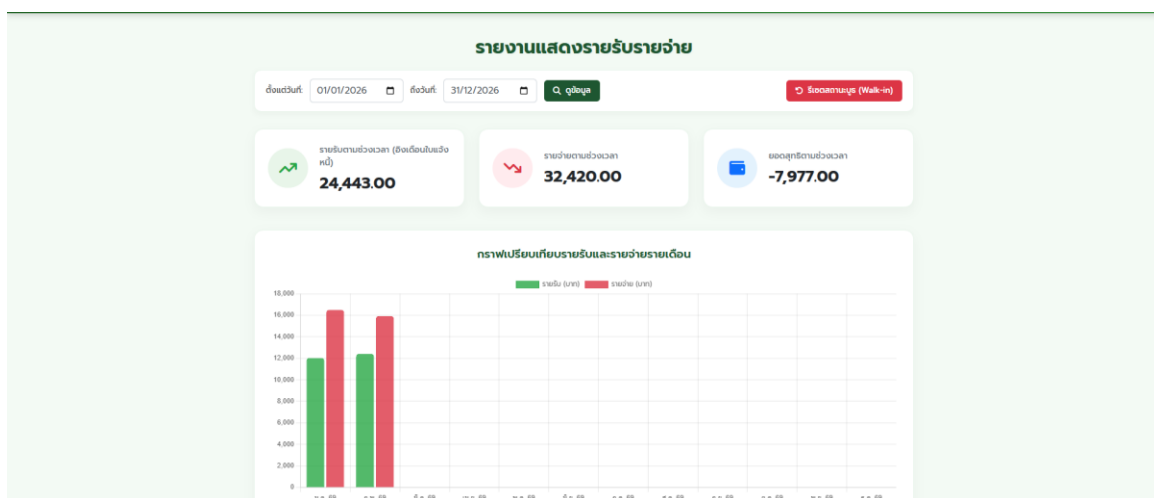 รายงานแสดงรายรับรายจ่าย
ตั้งแต่วันที่: 01/01/2026 ถึงวันที่: 31/12/2026 ดูข้อมูล รีเซตสถานะบูธ (Walk-in)
รายรับตามช่วงเวลา (อิงเดือนใบแจ้ง
หนี้)
24,443.00
รายจ่ายตามช่วงเวลา
32,420.00
ยอดสุทธิตามช่วงเวลา
-7,977.00
กราฟเปรียบเทียบรายรับและรายจ่ายรายเดือน
รายรับ (บาท) รายจ่าย (บาท)
18,000
16,000
14,000
12,000
10,000
8,000
6,000
4,000
2,000
0